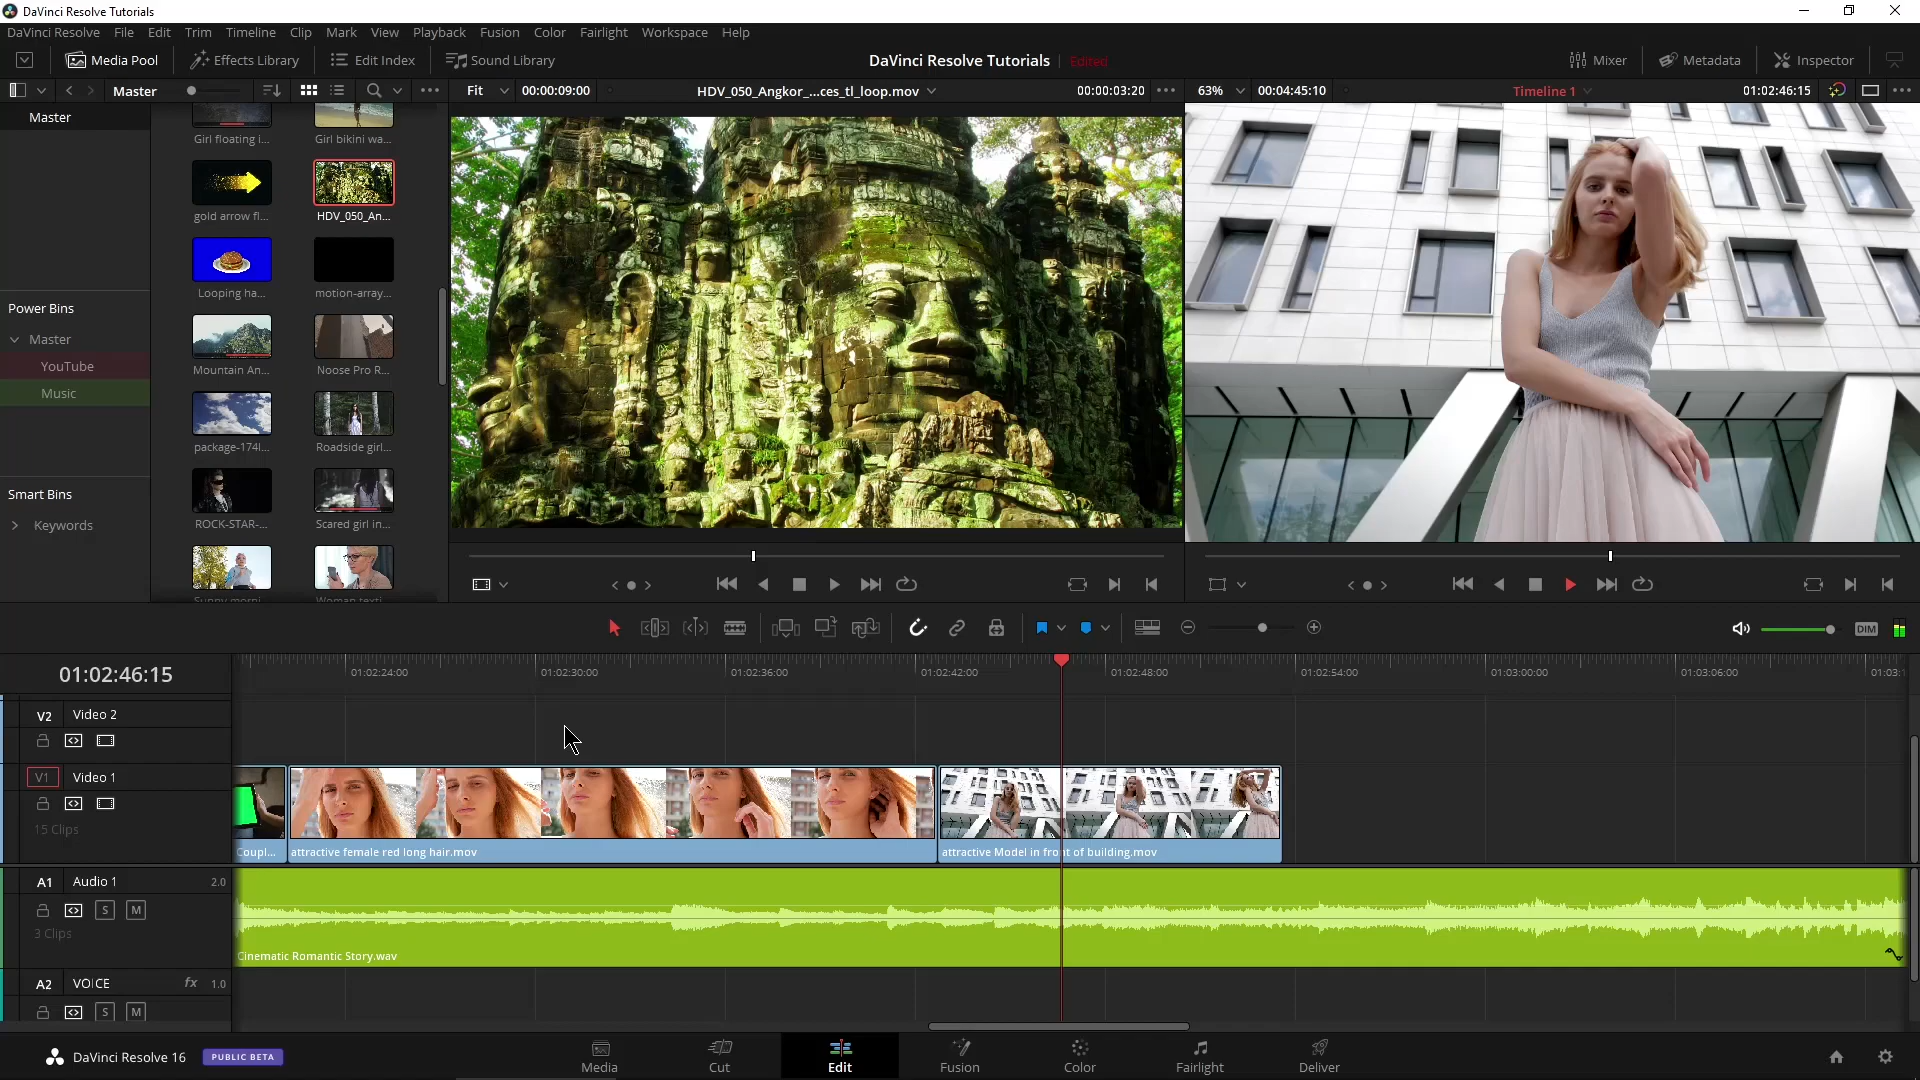 DaVinci Resolve Tutorials
DaVinci Resolve File Edit Trim Timeline Clip Mark View Playback Fusion Color Fairlight Workspace Help
Media Pool Effects Library Edit Index Sound Library DaVinci Resolve Tutorials Edited Mixer Metadata Inspector
Master Fit 00:00:09:00 HDV_050_Angkor_...ces_tl_loop.mov 00:00:03:20 63% 00:04:45:10 Timeline 1 01:02:46:15
Master
Girl floating i... Girl bikini wa...
gold arrow fl... HDV_050_An...
Looping ha... motion-array...
Power Bins
Master
YouTube
Music
Mountain An... Noose Pro R...
package-174l... Roadside girl...
Smart Bins
Keywords
ROCK-STAR-... Scared girl in...
Sunny morni... Woman texti...
DIM
01:02:46:15
01:02:24:00 01:02:30:00 01:02:36:00 01:02:42:00 01:02:48:00 01:02:54:00 01:03:00:00 01:03:06:00 01:03:1
V2 Video 2
V1 Video 1
15 Clips
Coupl... attractive female red long hair.mov attractive Model in front of building.mov
A1 Audio 1 2.0
S M
3 Clips
Cinematic Romantic Story.wav
A2 VOICE fx 1.0
S M
DaVinci Resolve 16 PUBLIC BETA
Media Cut Edit Fusion Color Fairlight Deliver